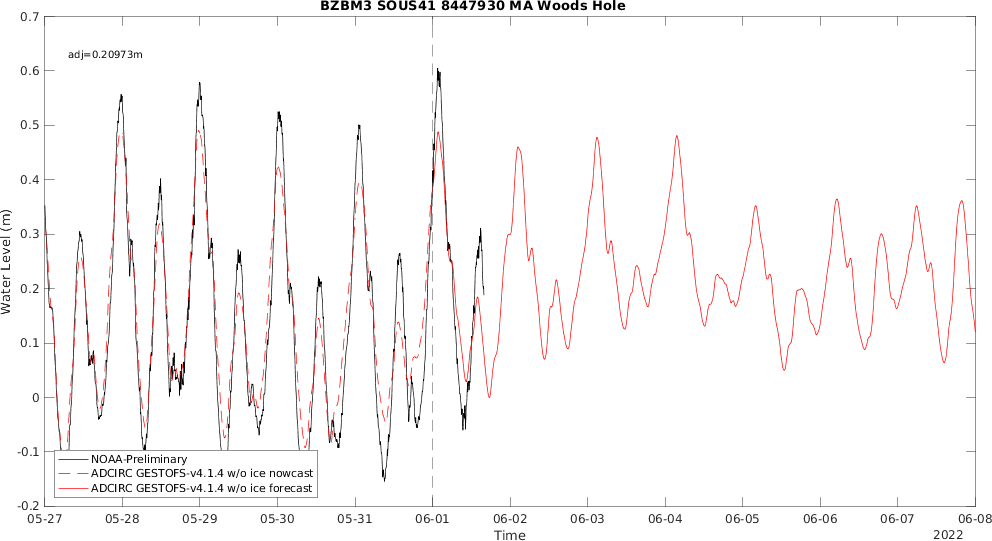 BZBM3 SOUS41 8447930 MA Woods Hole
adj=0.20973m
Water Level (m)
0.7
0.6
0.5
0.4
0.3
0.2
0.1
0
-0.1
-0.2
NOAA-Preliminary
ADCIRC GESTOFS-v4.1.4 w/o ice nowcast
ADCIRC GESTOFS-v4.1.4 w/o ice forecast
05-27 05-28 05-29 05-30 05-31 06-01 06-02 06-03 06-04 06-05 06-06 06-07 06-08
Time
2022